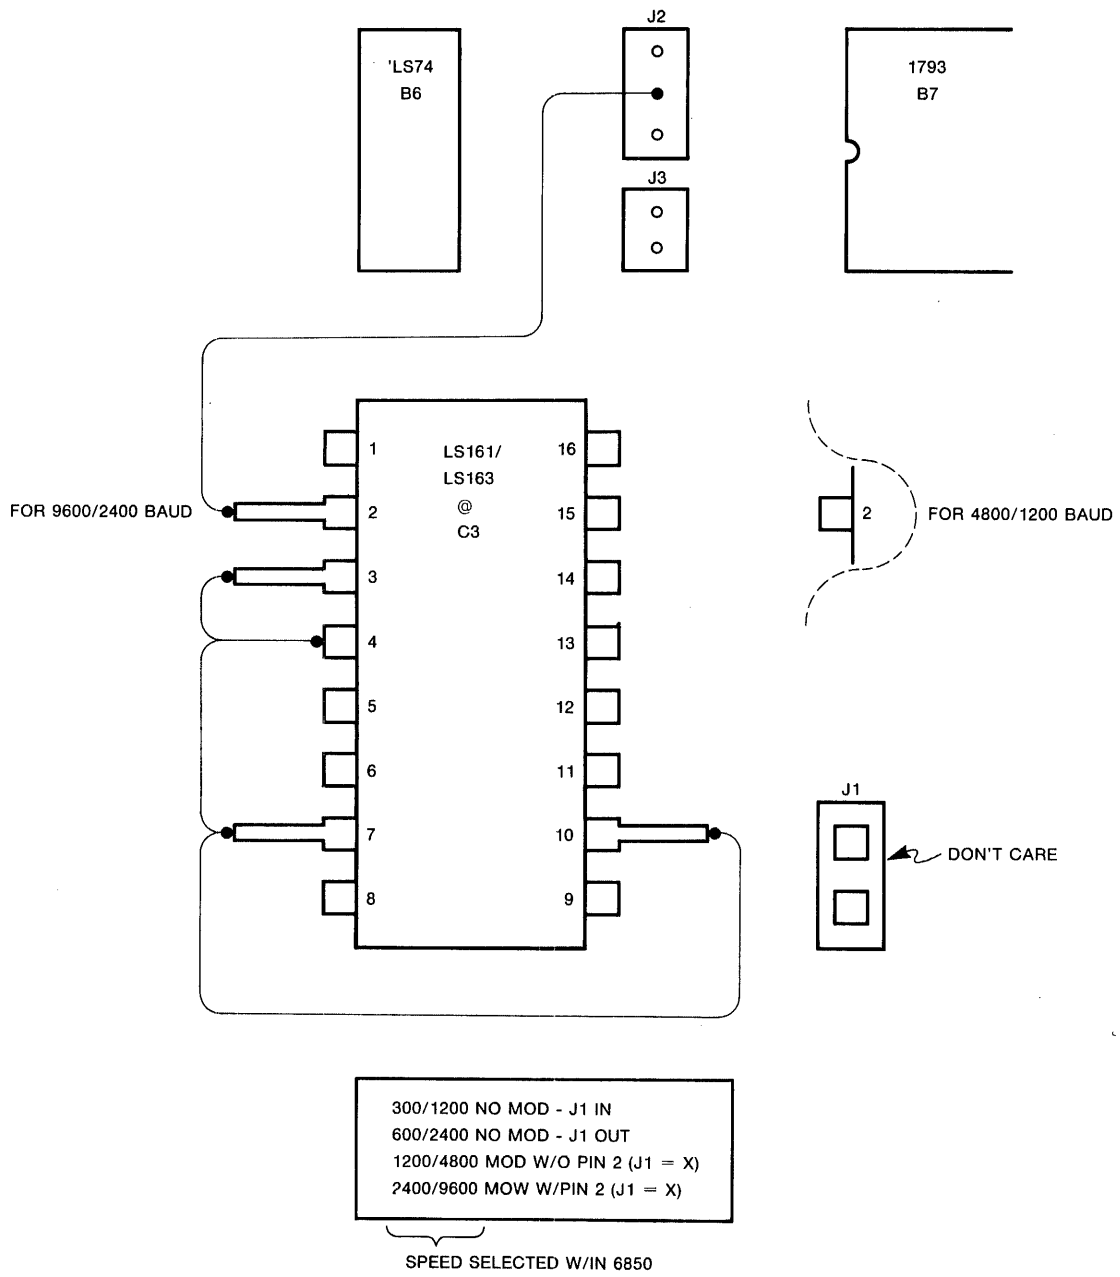 J2
'LS74
B6
1793
B7
J3
LS161/
LS163
@
C3
1
2
3
4
5
6
7
8
16
15
14
13
12
11
10
9
FOR 9600/2400 BAUD
2
FOR 4800/1200 BAUD
J1
DON'T CARE
300/1200 NO MOD - J1 IN
600/2400 NO MOD - J1 OUT
1200/4800 MOD W/O PIN 2 (J1 = X)
2400/9600 MOW W/PIN 2 (J1 = X)
SPEED SELECTED W/IN 6850